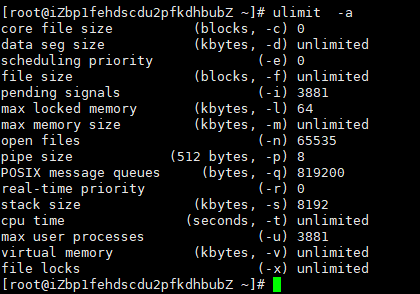 [root@iZbp1fehdscdu2pfkdhbubZ ~]# ulimit  -a
core file size          (blocks, -c) 0
data seg size           (kbytes, -d) unlimited
scheduling priority             (-e) 0
file size               (blocks, -f) unlimited
pending signals                 (-i) 3881
max locked memory       (kbytes, -l) 64
max memory size         (kbytes, -m) unlimited
open files                      (-n) 65535
pipe size            (512 bytes, -p) 8
POSIX message queues     (bytes, -q) 819200
real-time priority              (-r) 0
stack size              (kbytes, -s) 8192
cpu time               (seconds, -t) unlimited
max user processes              (-u) 3881
virtual memory          (kbytes, -v) unlimited
file locks                      (-x) unlimited
[root@iZbp1fehdscdu2pfkdhbubZ ~]#